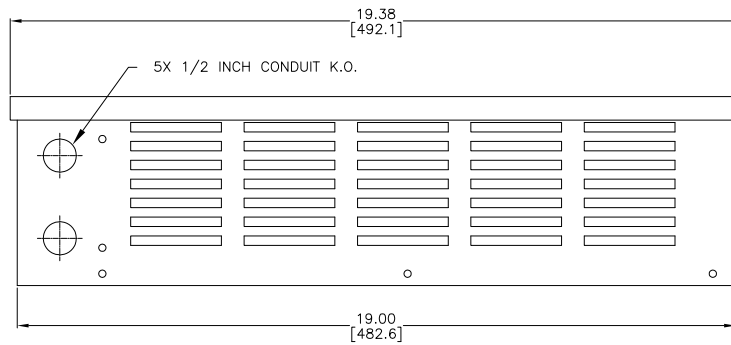 19.38
[492.1]
5X 1/2 INCH CONDUIT K.O.
19.00
[482.6]